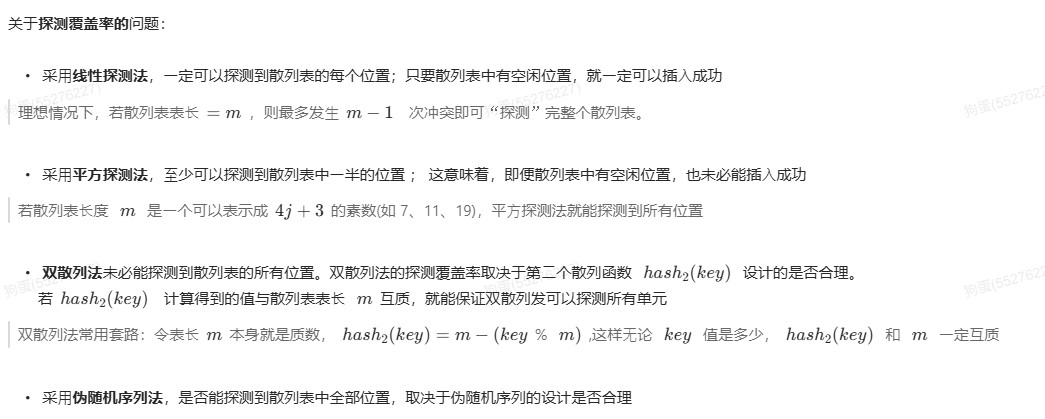 关于探测覆盖率的问题：
• 采用线性探测法，一定可以探测到散列表的每个位置；只要散列表中有空闲位置，就一定可以插入成功
理想情况下，若散列表表长 = m ，则最多发生 m − 1 次冲突即可“探测”完整个散列表。
• 采用平方探测法，至少可以探测到散列表中一半的位置 ； 这意味着，即便散列表中有空闲位置，也未必能插入成功
若散列表长度 m 是一个可以表示成 4j + 3 的素数(如 7、11、19)，平方探测法就能探测到所有位置
• 双散列法未必能探测到散列表的所有位置。双散列法的探测覆盖率取决于第二个散列函数 hash₂(key) 设计的是否合理。
若 hash₂(key) 计算得到的值与散列表表长 m 互质，就能保证双散列发可以探测所有单元
双散列法常用套路：令表长 m 本身就是质数， hash₂(key) = m − (key % m) ,这样无论 key 值是多少， hash₂(key) 和 m 一定互质
• 采用伪随机序列法，是否能探测到散列表中全部位置，取决于伪随机序列的设计是否合理
狗蛋(55276227)
狗蛋(55276227)
狗蛋(55276227)